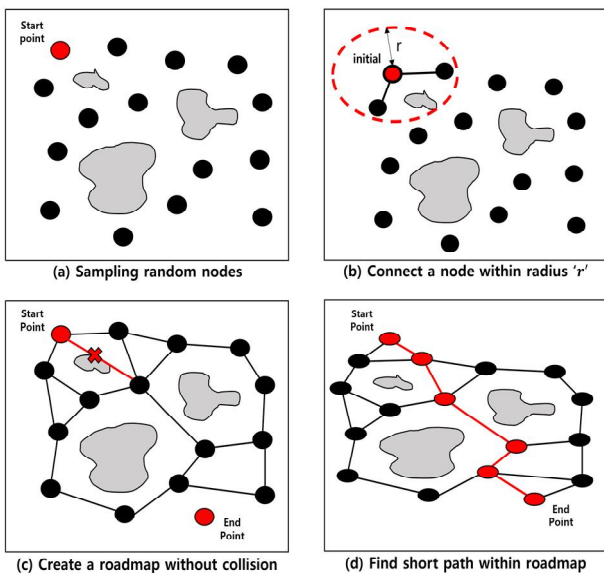 Start
point
(a) Sampling random nodes
r
initial
(b) Connect a node within radius ‘r’
Start
Point
End
Point
(c) Create a roadmap without collision
Start
Point
End
Point
(d) Find short path within roadmap